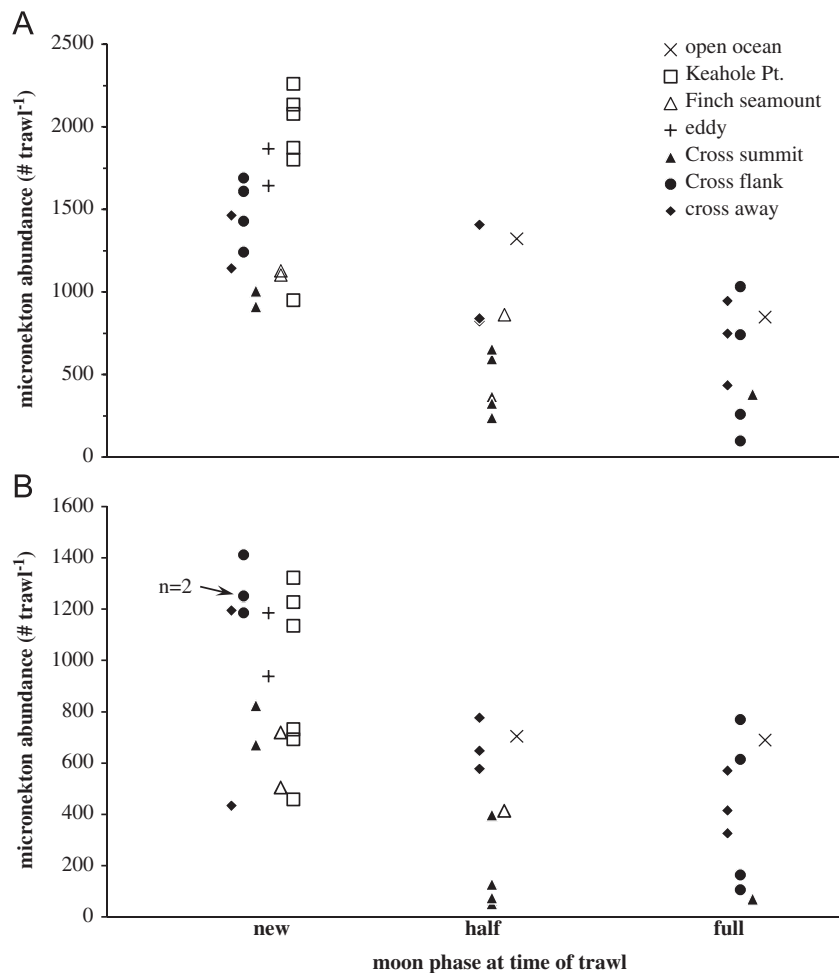 A
2500
2000
1500
1000
500
0
micronekton abundance (# trawl⁻¹)
open ocean
Keahole Pt.
Finch seamount
eddy
Cross summit
Cross flank
cross away
B
1600
1400
1200
1000
800
600
400
200
0
micronekton abundance (# trawl⁻¹)
n=2
new half full
moon phase at time of trawl